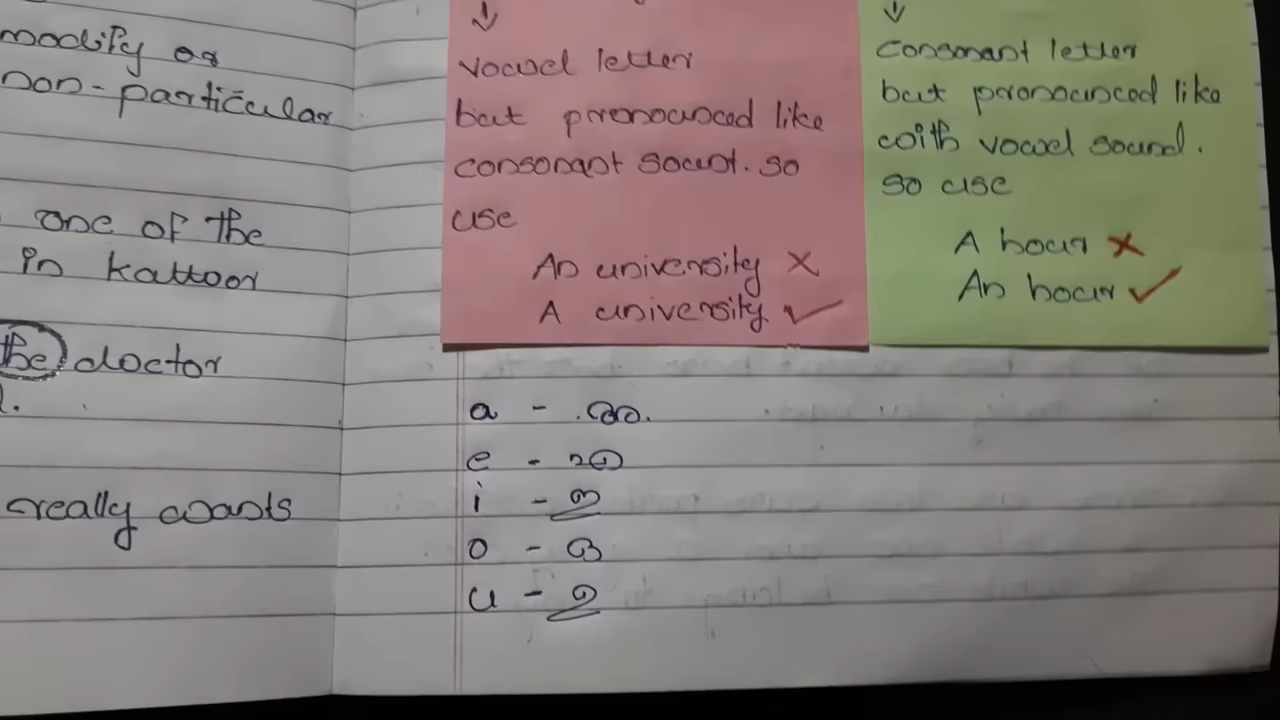 modify or
non-particular
one of the
in kattoor
the doctor
really wants
↓
vowel letter
but pronounced like
consonant sount. so
use
An university ✗
A university. ✓
↓
consonant letter
but pronounced like
with vowel sound.
so use
A hour ✗
An hour ✓
a - അ.
e - എ
i - ഇ
o - ഒ
u - ഉ